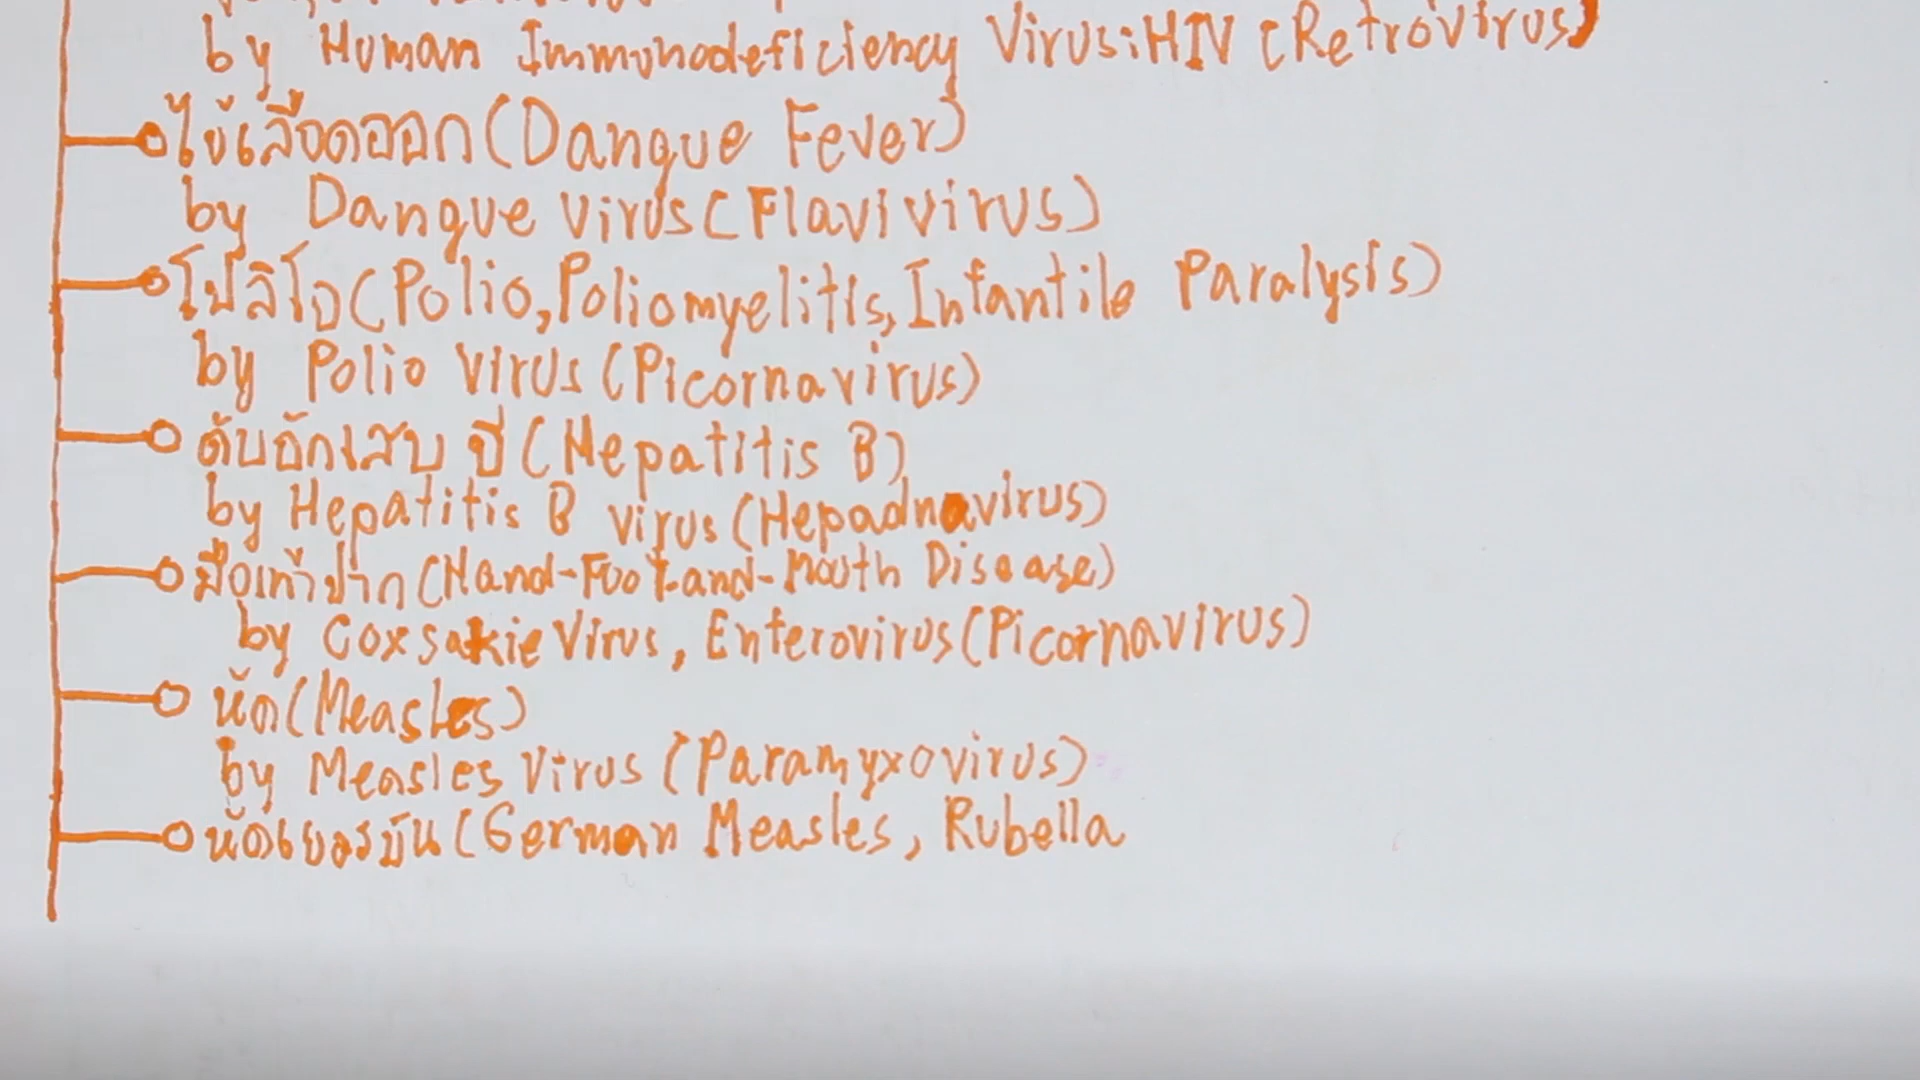 by Human Immunodeficiency Virus:HIV (Retrovirus)
ไข้เลือดออก (Dangue Fever)
by Dangue Virus (Flavivirus)
โปลิโอ (Polio, Poliomyelitis, Infantile Paralysis)
by Polio Virus (Picornavirus)
ตับอักเสบ บี (Hepatitis B)
by Hepatitis B virus (Hepadnavirus)
มือเท้าปาก (Hand-Foot-and-Mouth Disease)
by Coxsakie Virus, Enterovirus (Picornavirus)
หัด (Measles)
by Measles Virus (Paramyxovirus)
หัดเยอรมัน (German Measles, Rubella